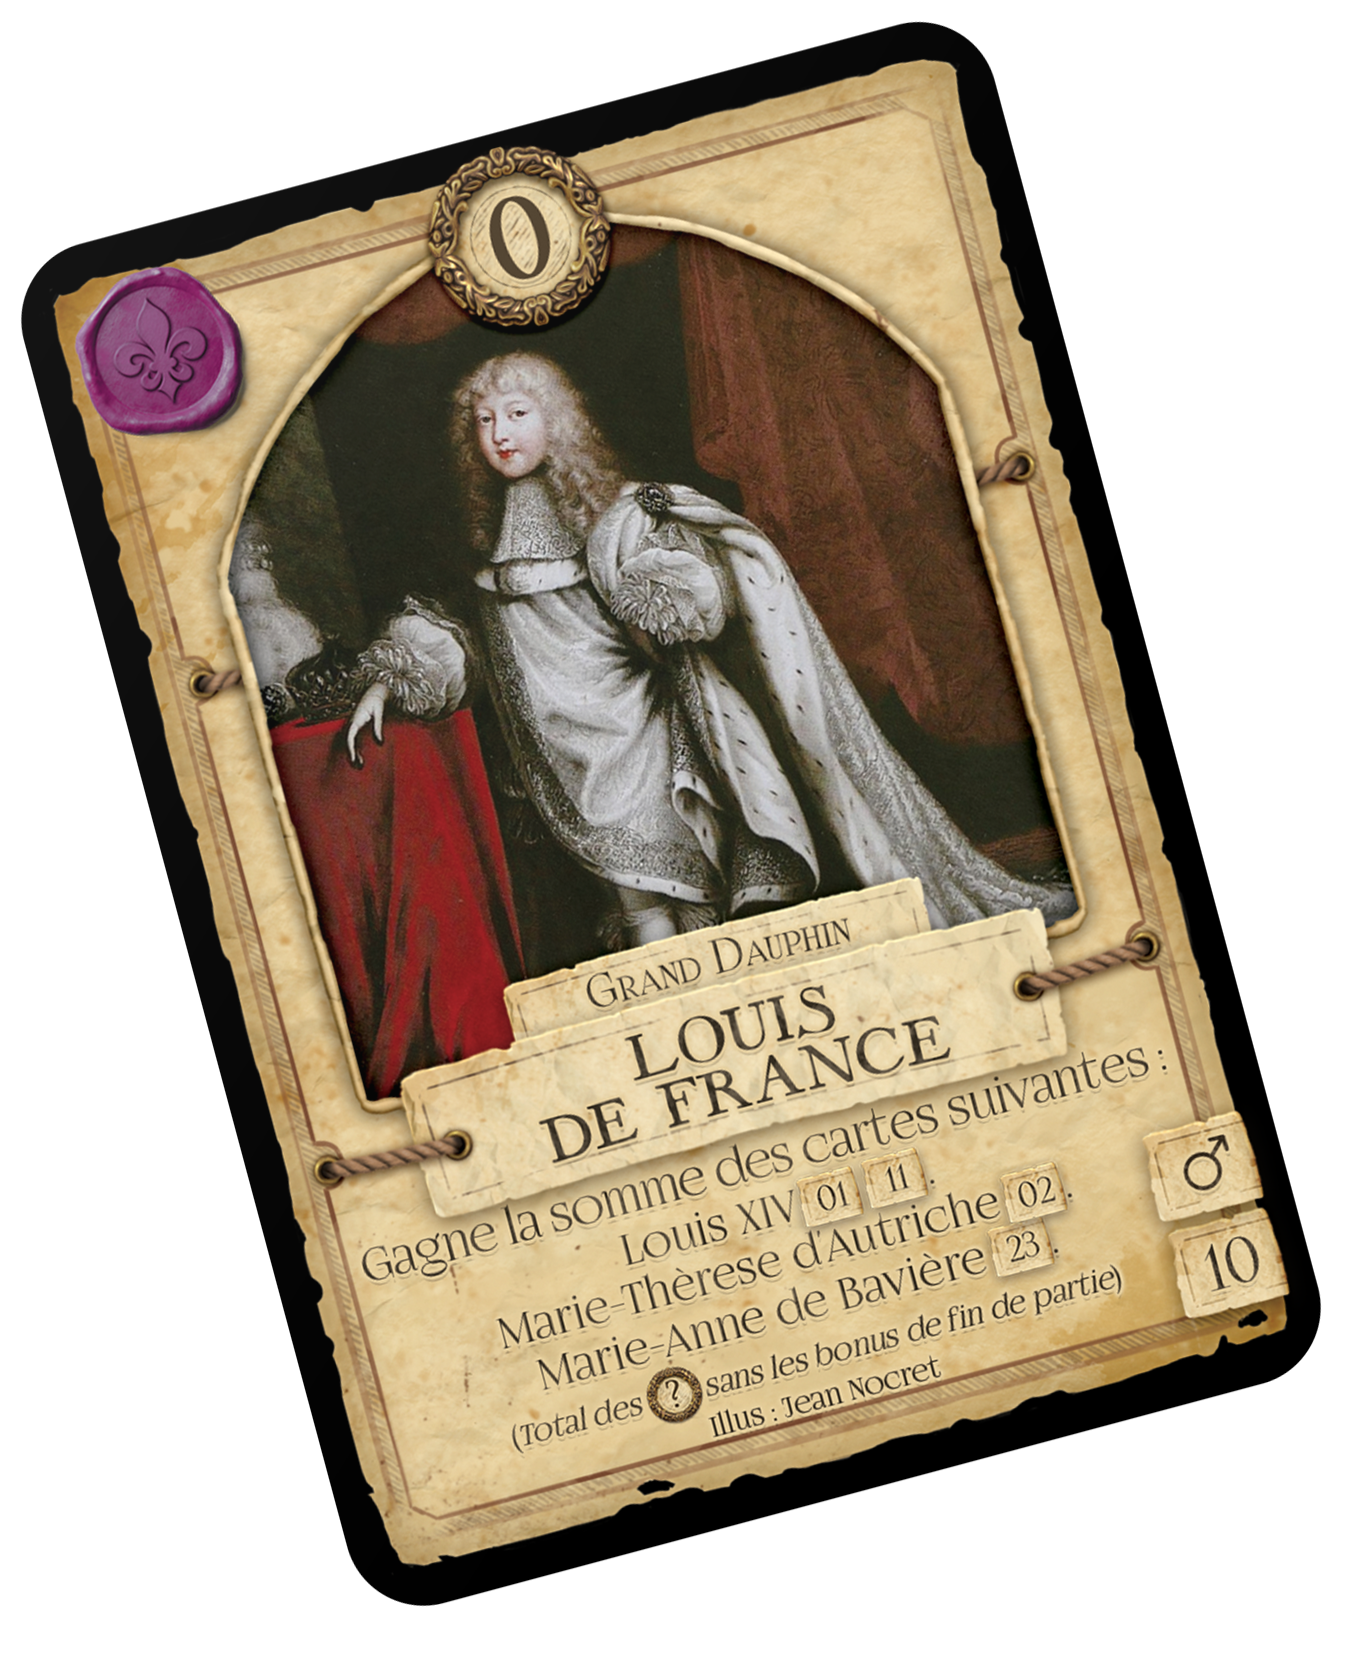 0
GRAND DAUPHIN
LOUIS
DE FRANCE
Gagne la somme des cartes suivantes :
Louis XIV 01 11 .
Marie-Thèrese d'Autriche 02 .
Marie-Anne de Bavière 23 .
(Total des ? sans les bonus de fin de partie)
Illus : Jean Nocret
♂
10